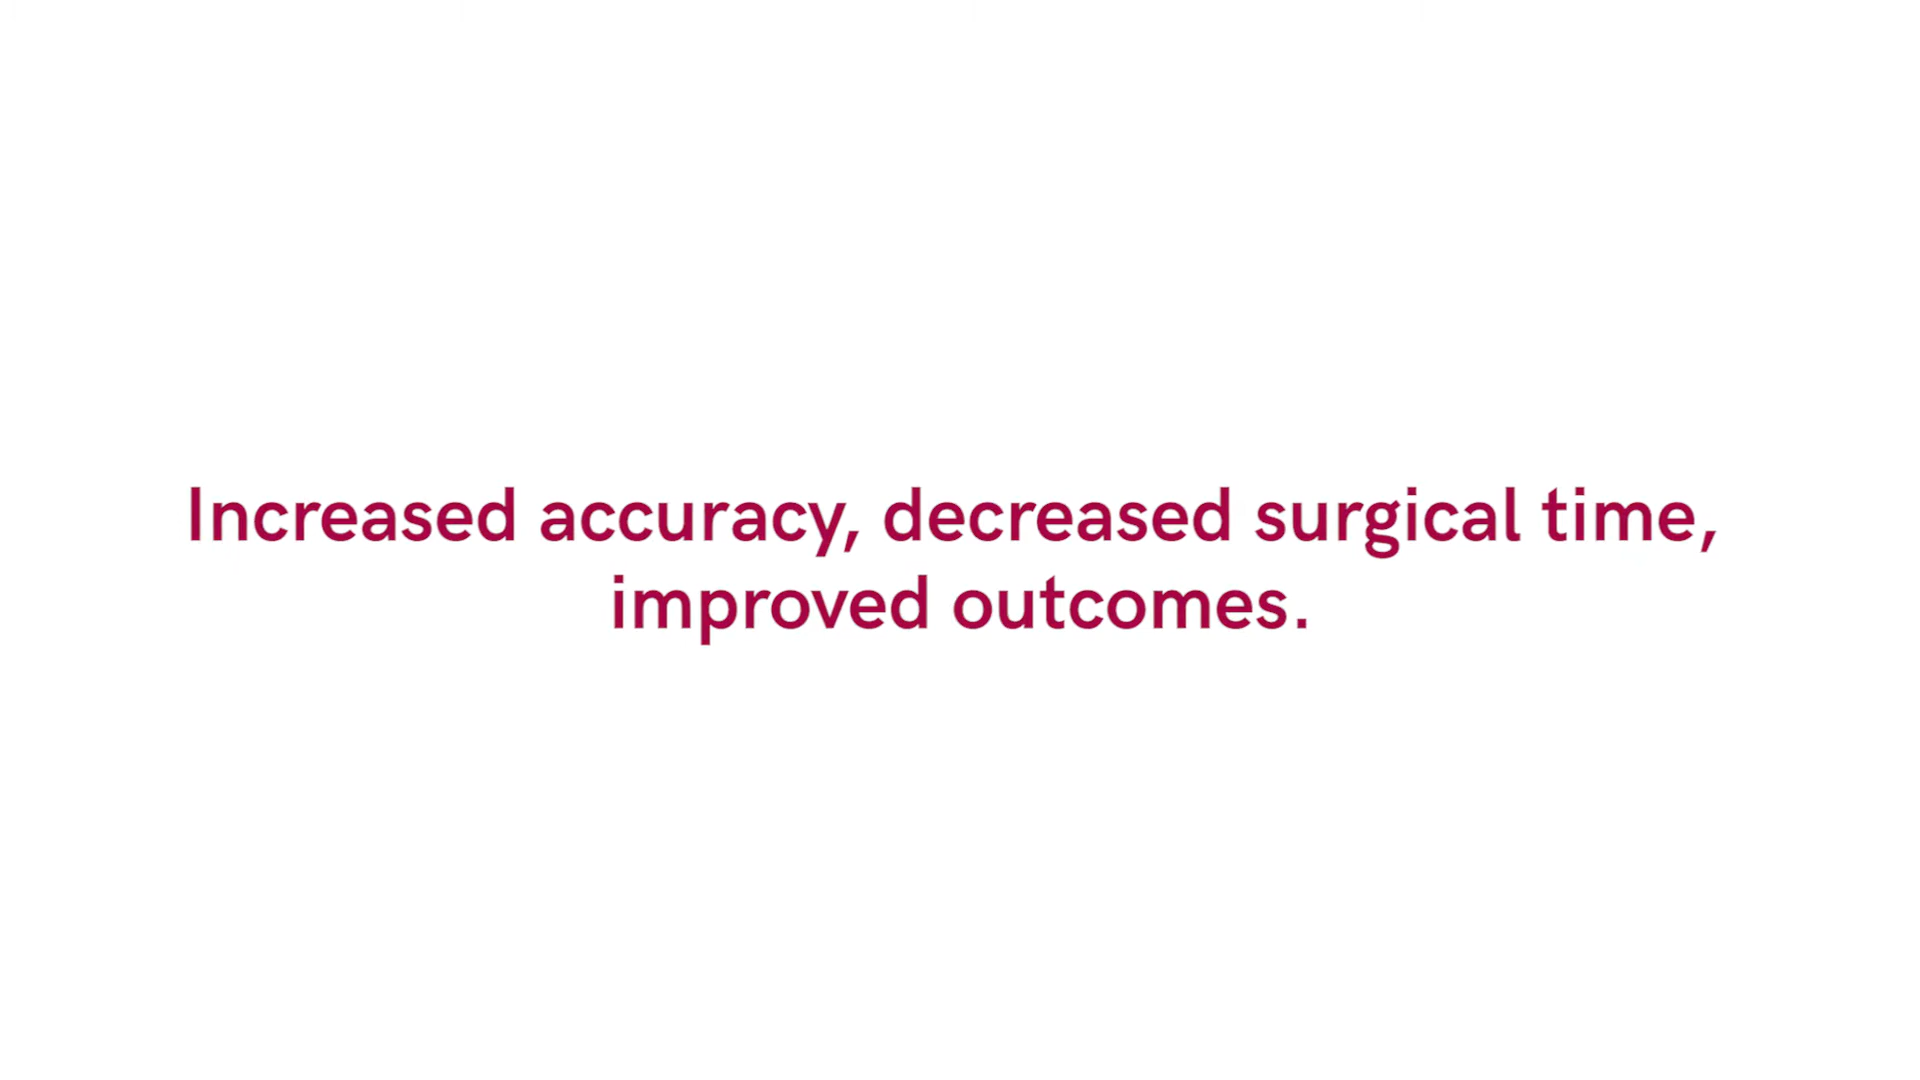 Increased accuracy, decreased surgical time,
improved outcomes.